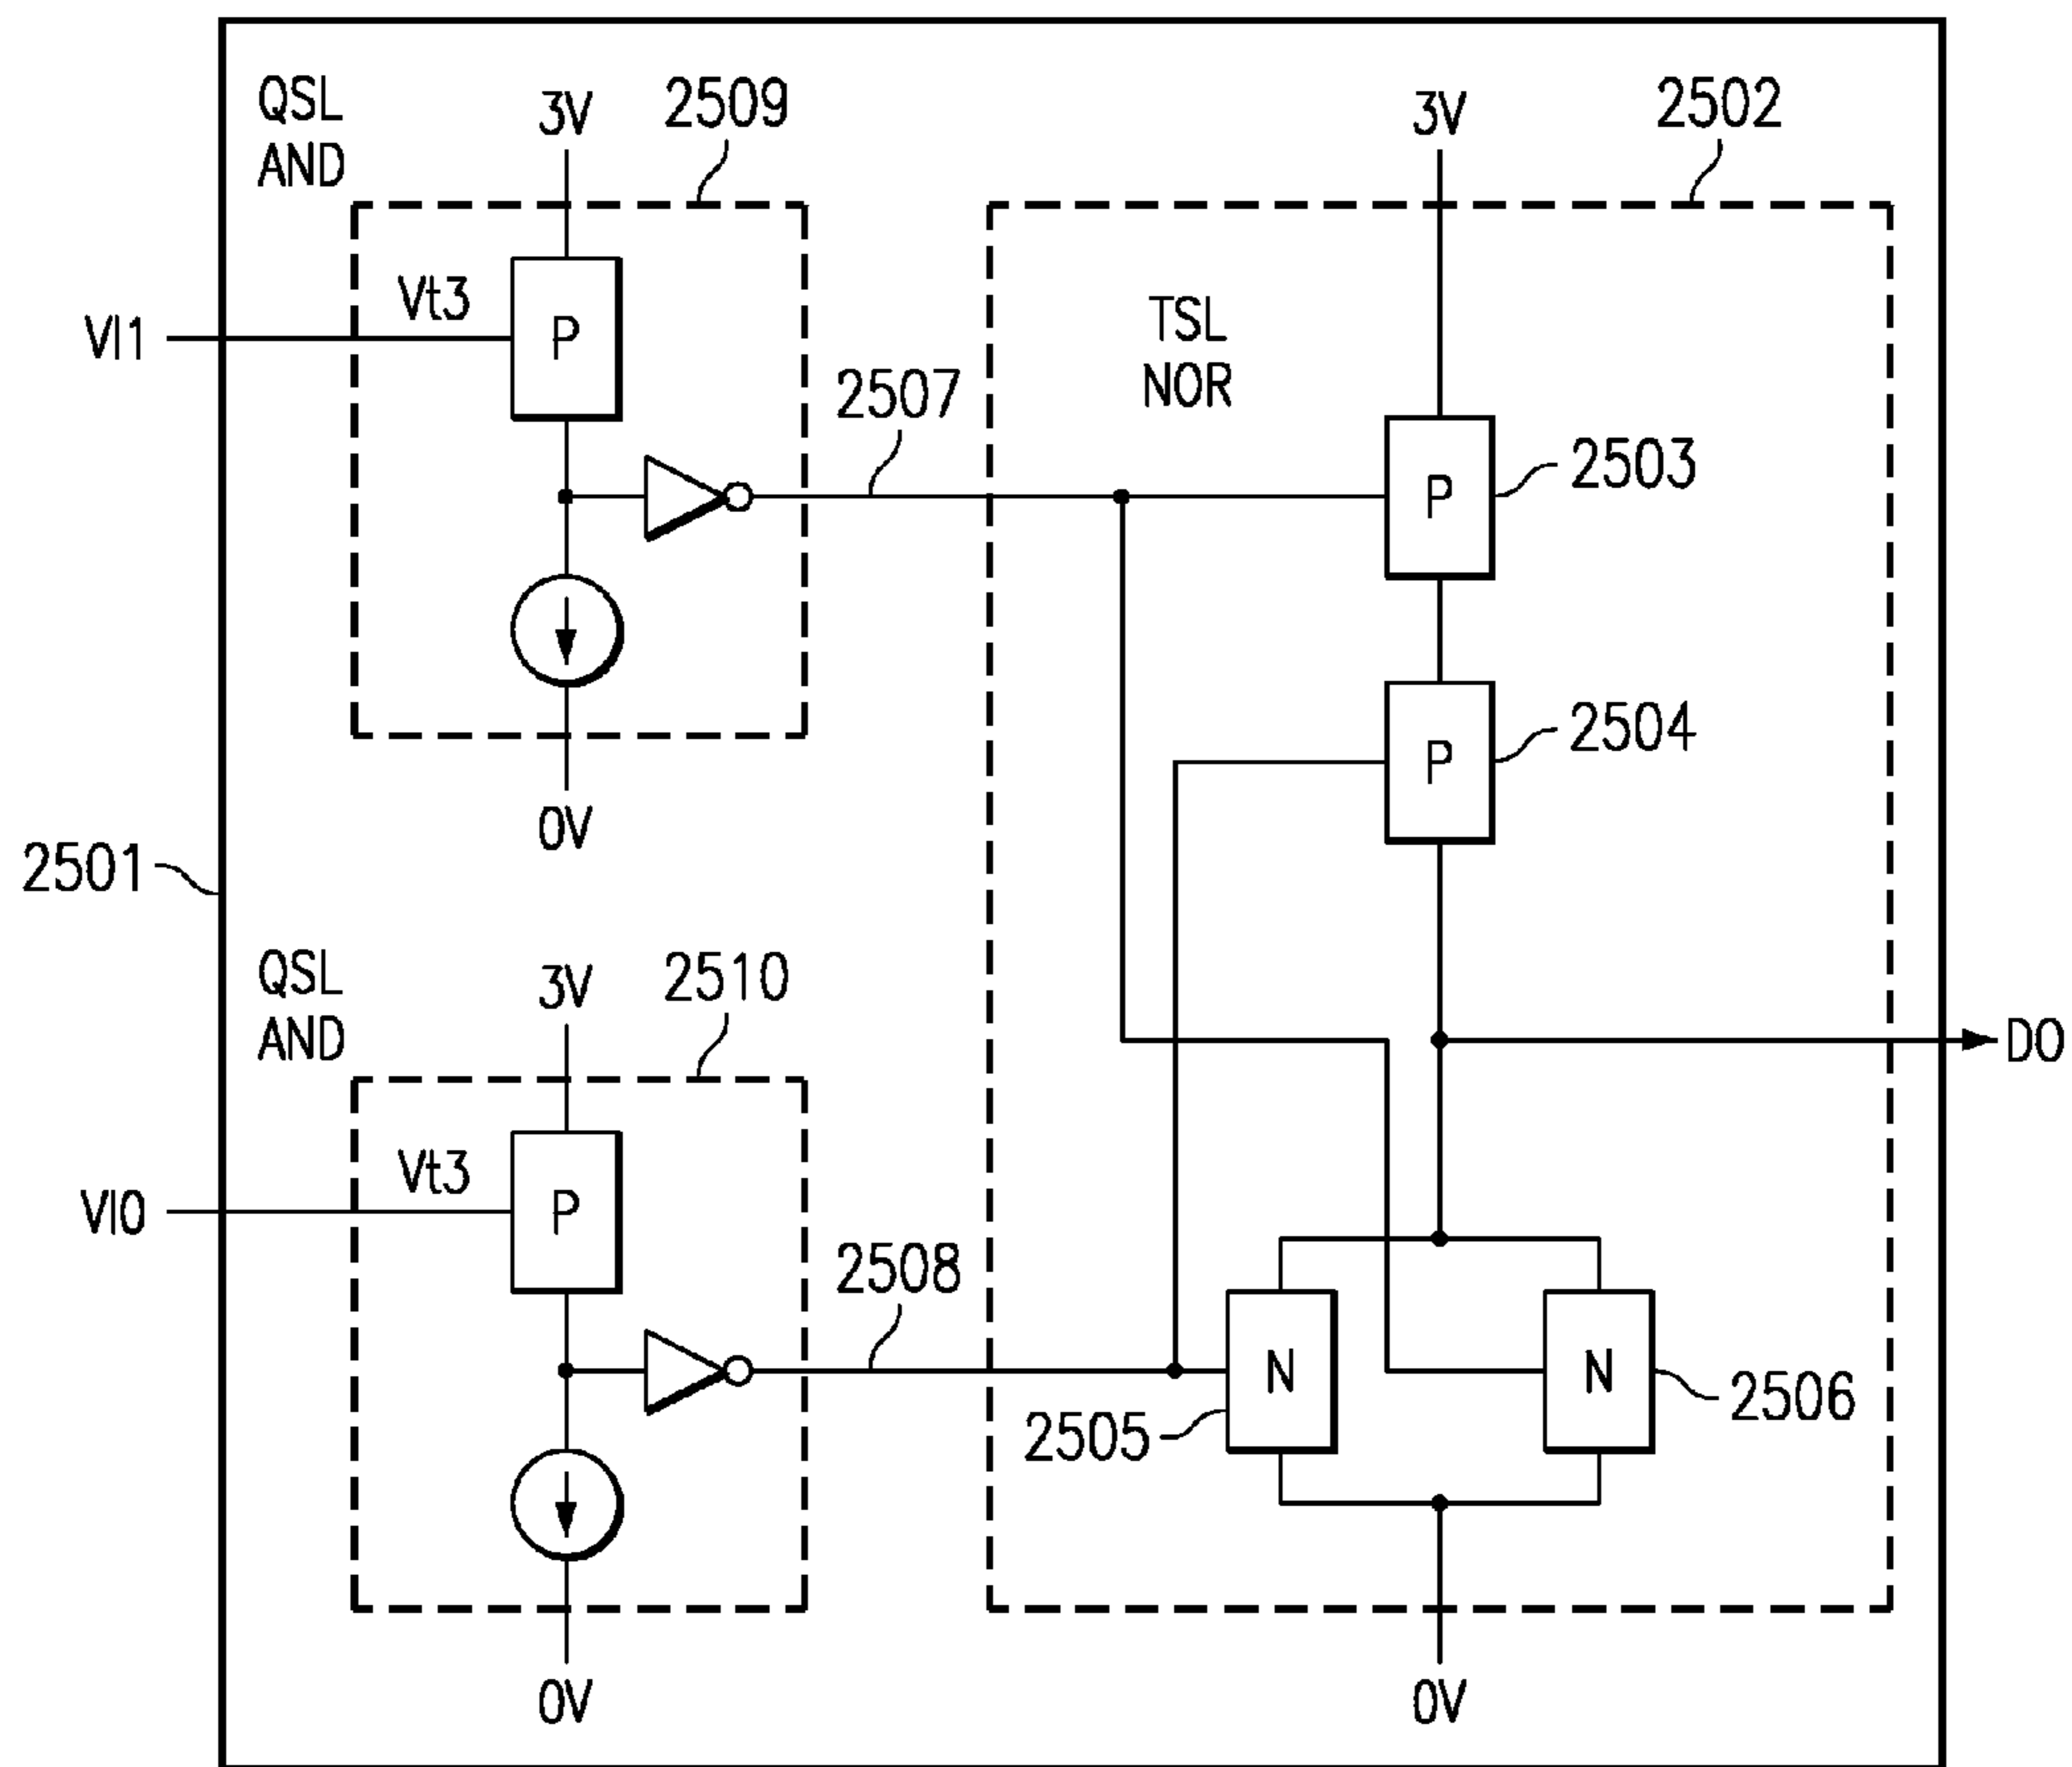 QSL
AND
3V
2509
3V
2502
Vt3
VI1
P
TSL
NOR
2507
P
2503
P
2504
0V
2501
QSL
AND
3V
2510
DO
Vt3
VI0
P
2508
N
N
2505
2506
0V
0V